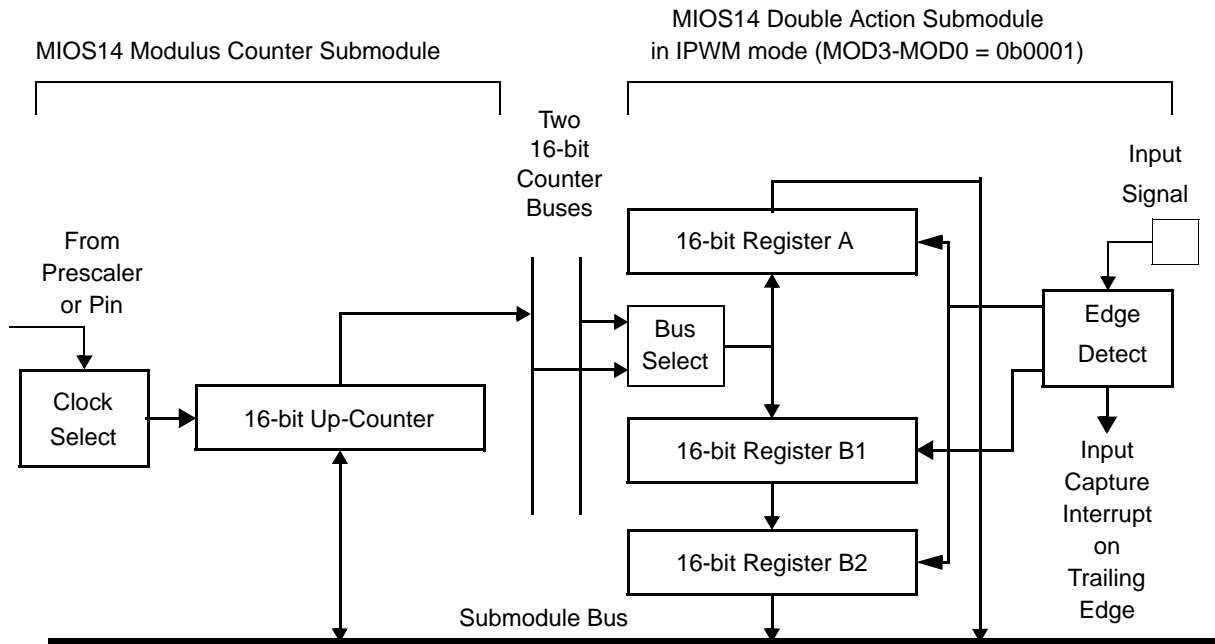 MIOS14 Modulus Counter Submodule
MIOS14 Double Action Submodule
in IPWM mode (MOD3-MOD0 = 0b0001)
Two
16-bit
Counter
Buses
Input
Signal
From
Prescaler
or Pin
16-bit Register A
Bus
Select
Edge
Detect
Clock
Select
16-bit Up-Counter
16-bit Register B1
Input
Capture
Interrupt
on
Trailing
Edge
16-bit Register B2
Submodule Bus